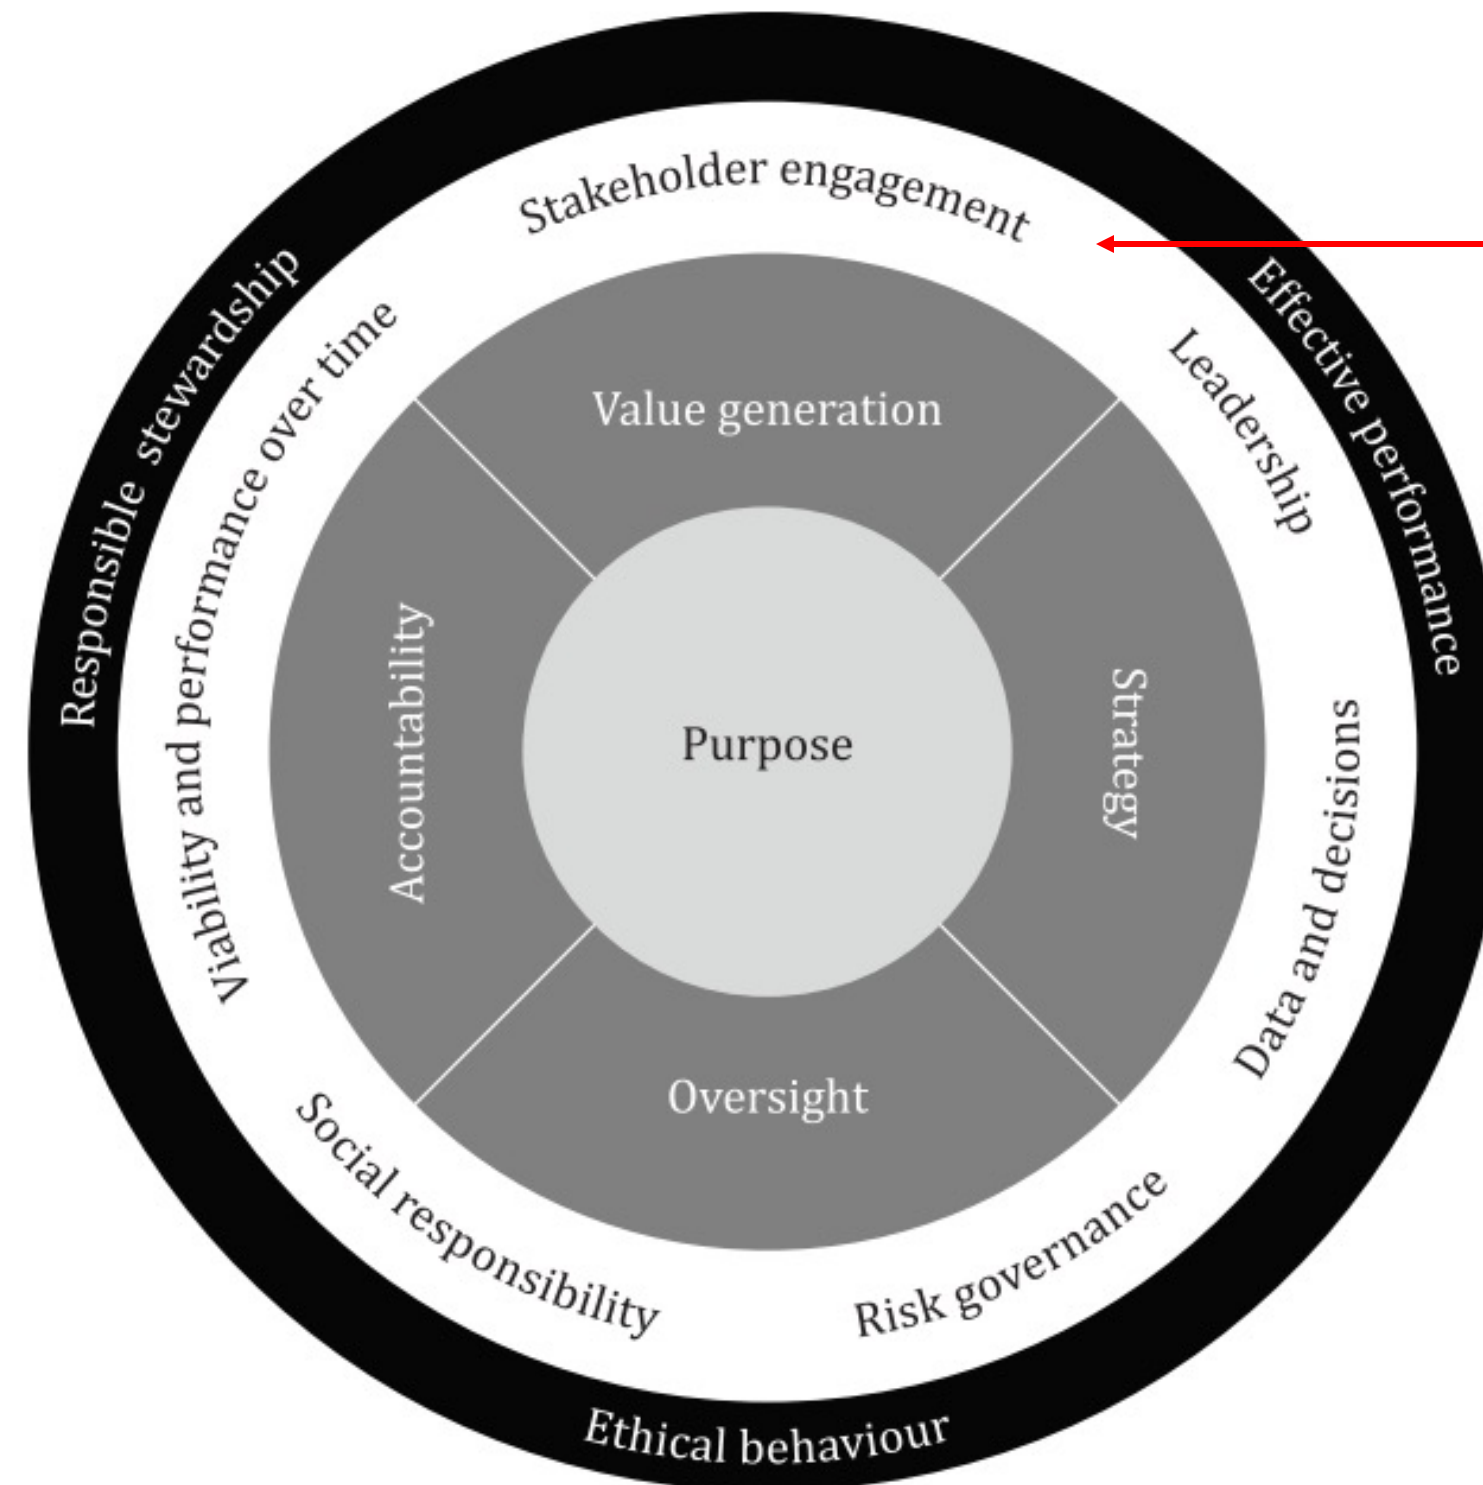 Stakeholder engagement
Responsible stewardship
Effective performance
Viability and performance over time
Leadership
Value generation
Accountability
Purpose
Strategy
Data and decisions
Oversight
Social responsibility
Risk governance
Ethical behaviour